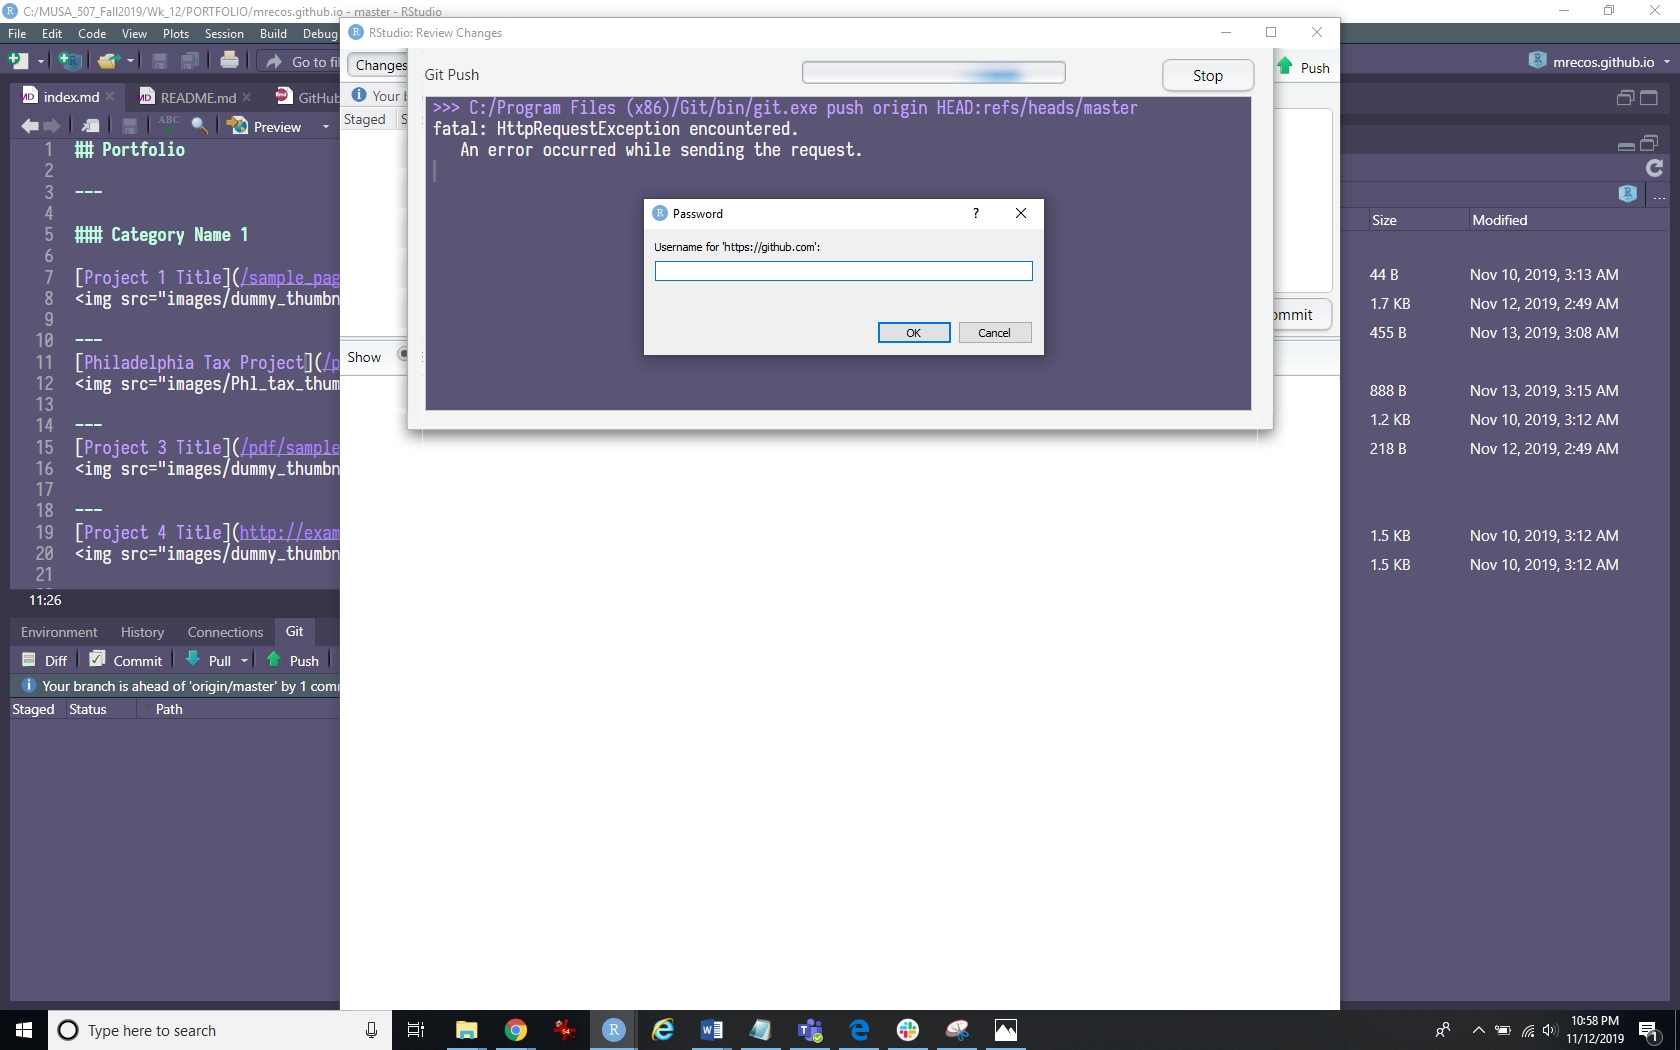 C:/MUSA_507_Fall2019/Wk_12/PORTFOLIO/mrecos.github.io - master - RStudio
File Edit Code View Plots Session Build Debug
Go to fi
mrecos.github.io
index.md README.md GitHub
ABC Preview
1 ## Portfolio
2
3 ---
4
5 ### Category Name 1
6
7 [Project 1 Title](/sample_pag
8 <img src="images/dummy_thumbn
9
10 ---
11 [Philadelphia Tax Project](/p
12 <img src="images/Phl_tax_thum
13
14 ---
15 [Project 3 Title](/pdf/sample
16 <img src="images/dummy_thumbn
17
18 ---
19 [Project 4 Title](http://exam
20 <img src="images/dummy_thumbn
21
11:26
Environment History Connections Git
Diff Commit Pull Push
Your branch is ahead of 'origin/master' by 1 comm
Staged Status Path
RStudio: Review Changes
Changes
Push
Your b
Staged S
ommit
Show
Git Push
Stop
>>> C:/Program Files (x86)/Git/bin/git.exe push origin HEAD:refs/heads/master
fatal: HttpRequestException encountered.
An error occurred while sending the request.
Password ?
Username for 'https://github.com':
OK Cancel
...
Size Modified
44 B Nov 10, 2019, 3:13 AM
1.7 KB Nov 12, 2019, 2:49 AM
455 B Nov 13, 2019, 3:08 AM
888 B Nov 13, 2019, 3:15 AM
1.2 KB Nov 10, 2019, 3:12 AM
218 B Nov 12, 2019, 2:49 AM
1.5 KB Nov 10, 2019, 3:12 AM
1.5 KB Nov 10, 2019, 3:12 AM
Type here to search
10:58 PM
11/12/2019
1